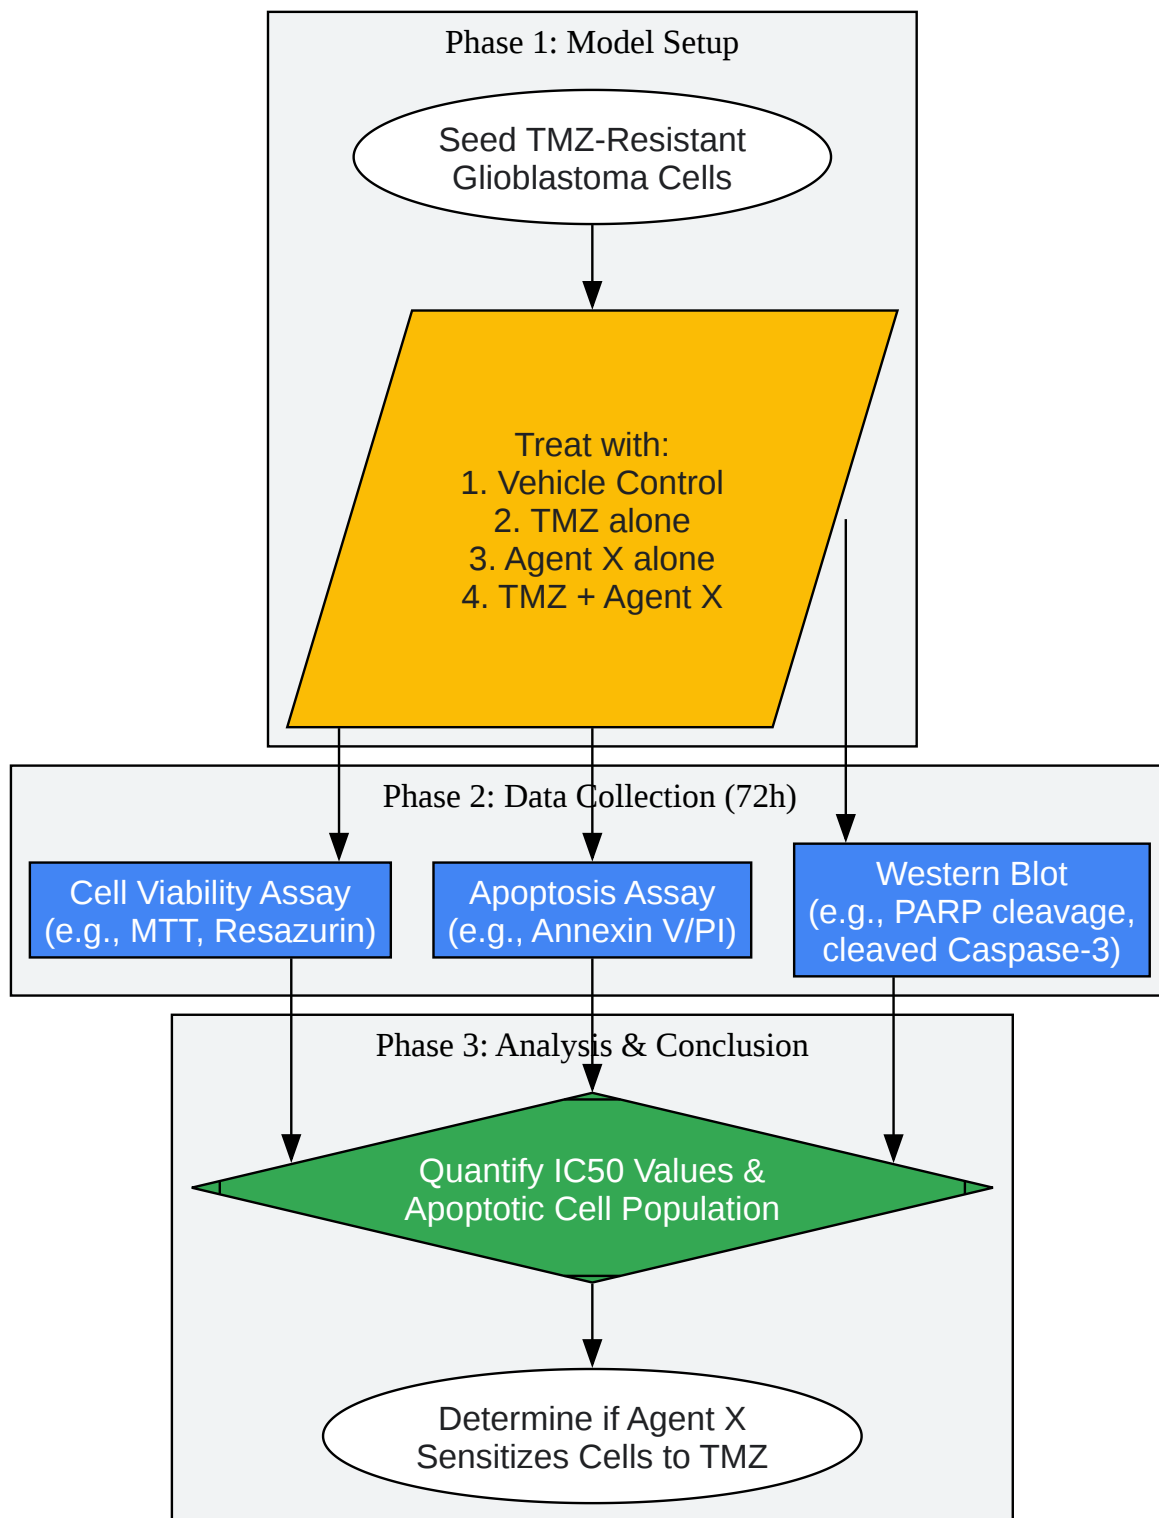 Phase 1: Model Setup
Seed TMZ-Resistant
Glioblastoma Cells
Treat with:
1. Vehicle Control
2. TMZ alone
3. Agent X alone
4. TMZ + Agent X
Phase 2: Data Collection (72h)
Cell Viability Assay
(e.g., MTT, Resazurin)
Apoptosis Assay
(e.g., Annexin V/PI)
Western Blot
(e.g., PARP cleavage,
cleaved Caspase-3)
Phase 3: Analysis & Conclusion
Quantify IC50 Values &
Apoptotic Cell Population
Determine if Agent X
Sensitizes Cells to TMZ